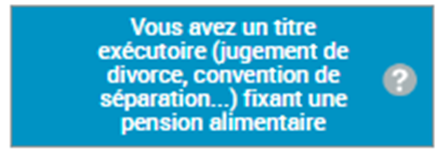 Vous avez un titre
exécutoire (jugement de
divorce, convention de
séparation...) fixant une
pension alimentaire
?